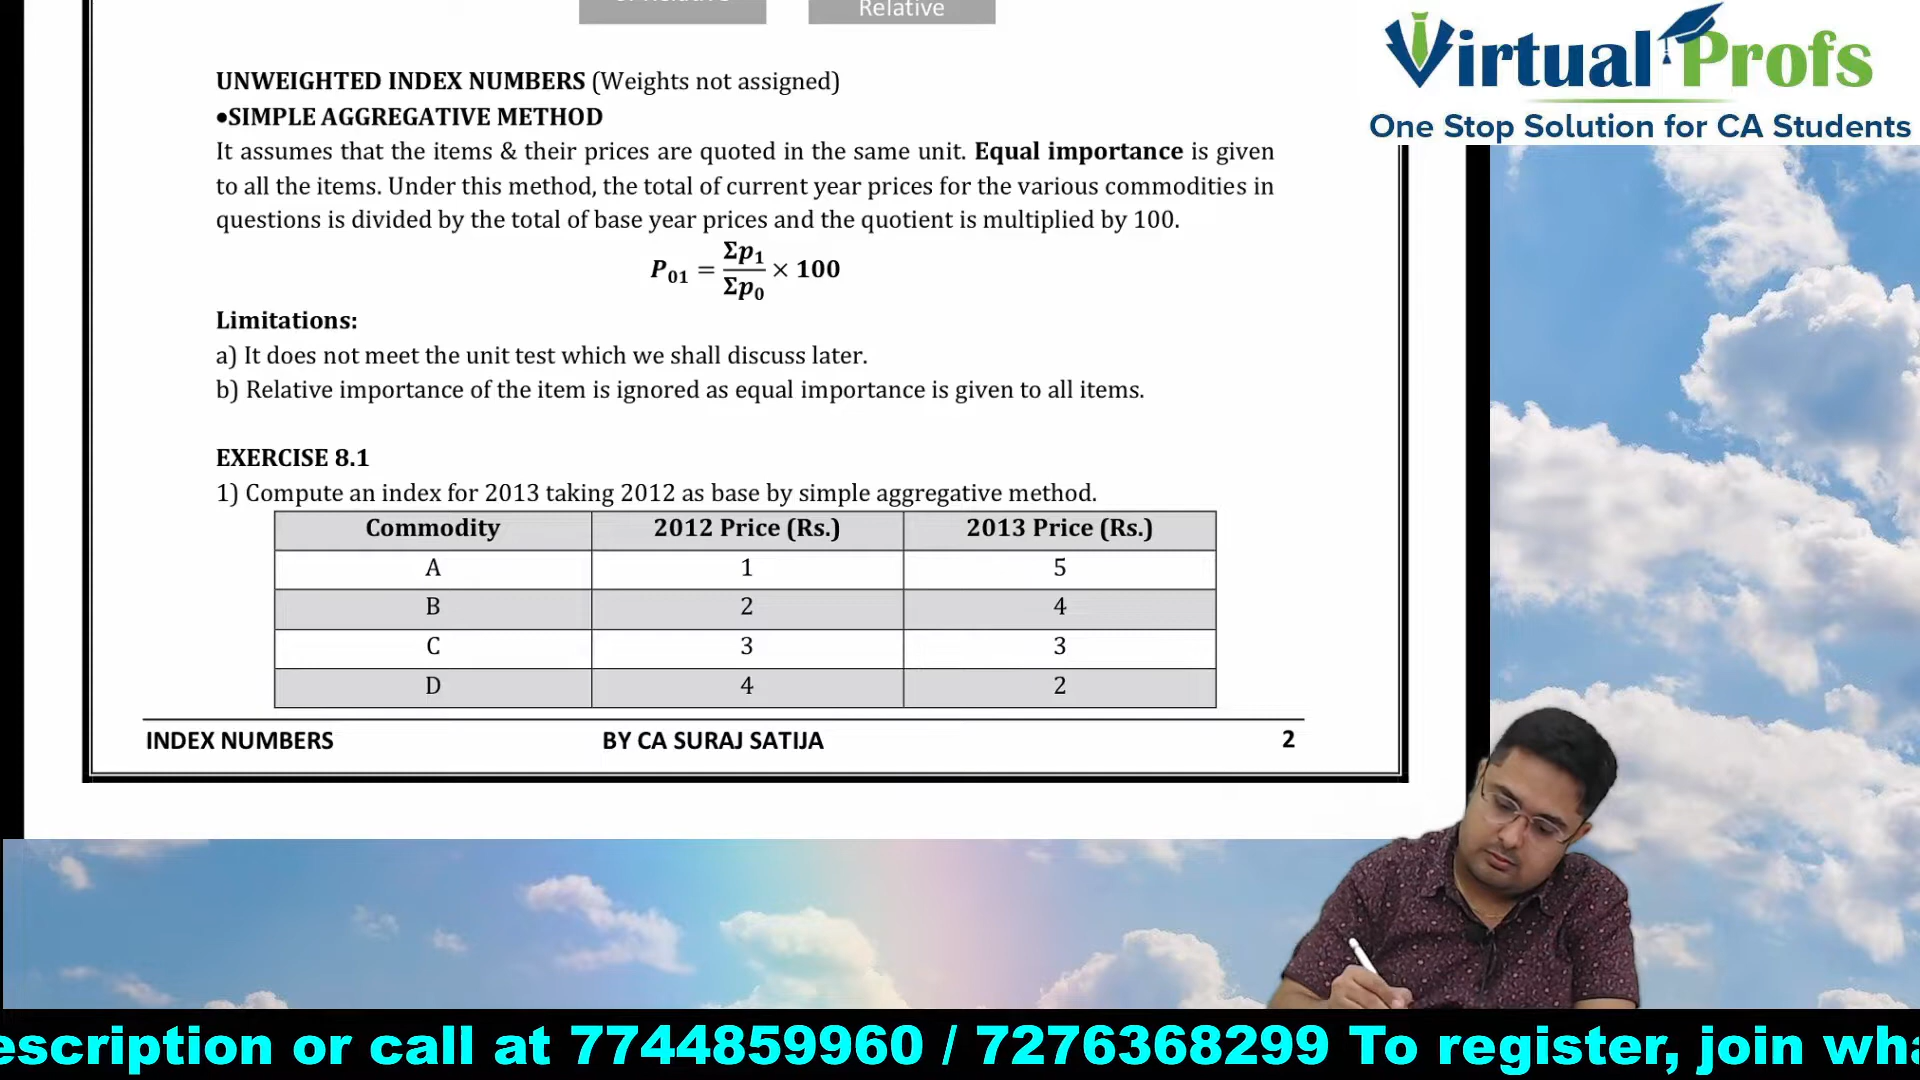 Relative
Virtual Profs
One Stop Solution for CA Students
UNWEIGHTED INDEX NUMBERS (Weights not assigned)
•SIMPLE AGGREGATIVE METHOD
It assumes that the items & their prices are quoted in the same unit. Equal importance is given
to all the items. Under this method, the total of current year prices for the various commodities in
questions is divided by the total of base year prices and the quotient is multiplied by 100.
P₀₁ = Σp₁/Σp₀ × 100
Limitations:
a) It does not meet the unit test which we shall discuss later.
b) Relative importance of the item is ignored as equal importance is given to all items.
EXERCISE 8.1
1) Compute an index for 2013 taking 2012 as base by simple aggregative method.
Commodity 2012 Price (Rs.) 2013 Price (Rs.)
A 1 5
B 2 4
C 3 3
D 4 2
INDEX NUMBERS BY CA SURAJ SATIJA 2
escription or call at 7744859960 / 7276368299 To register, join wha